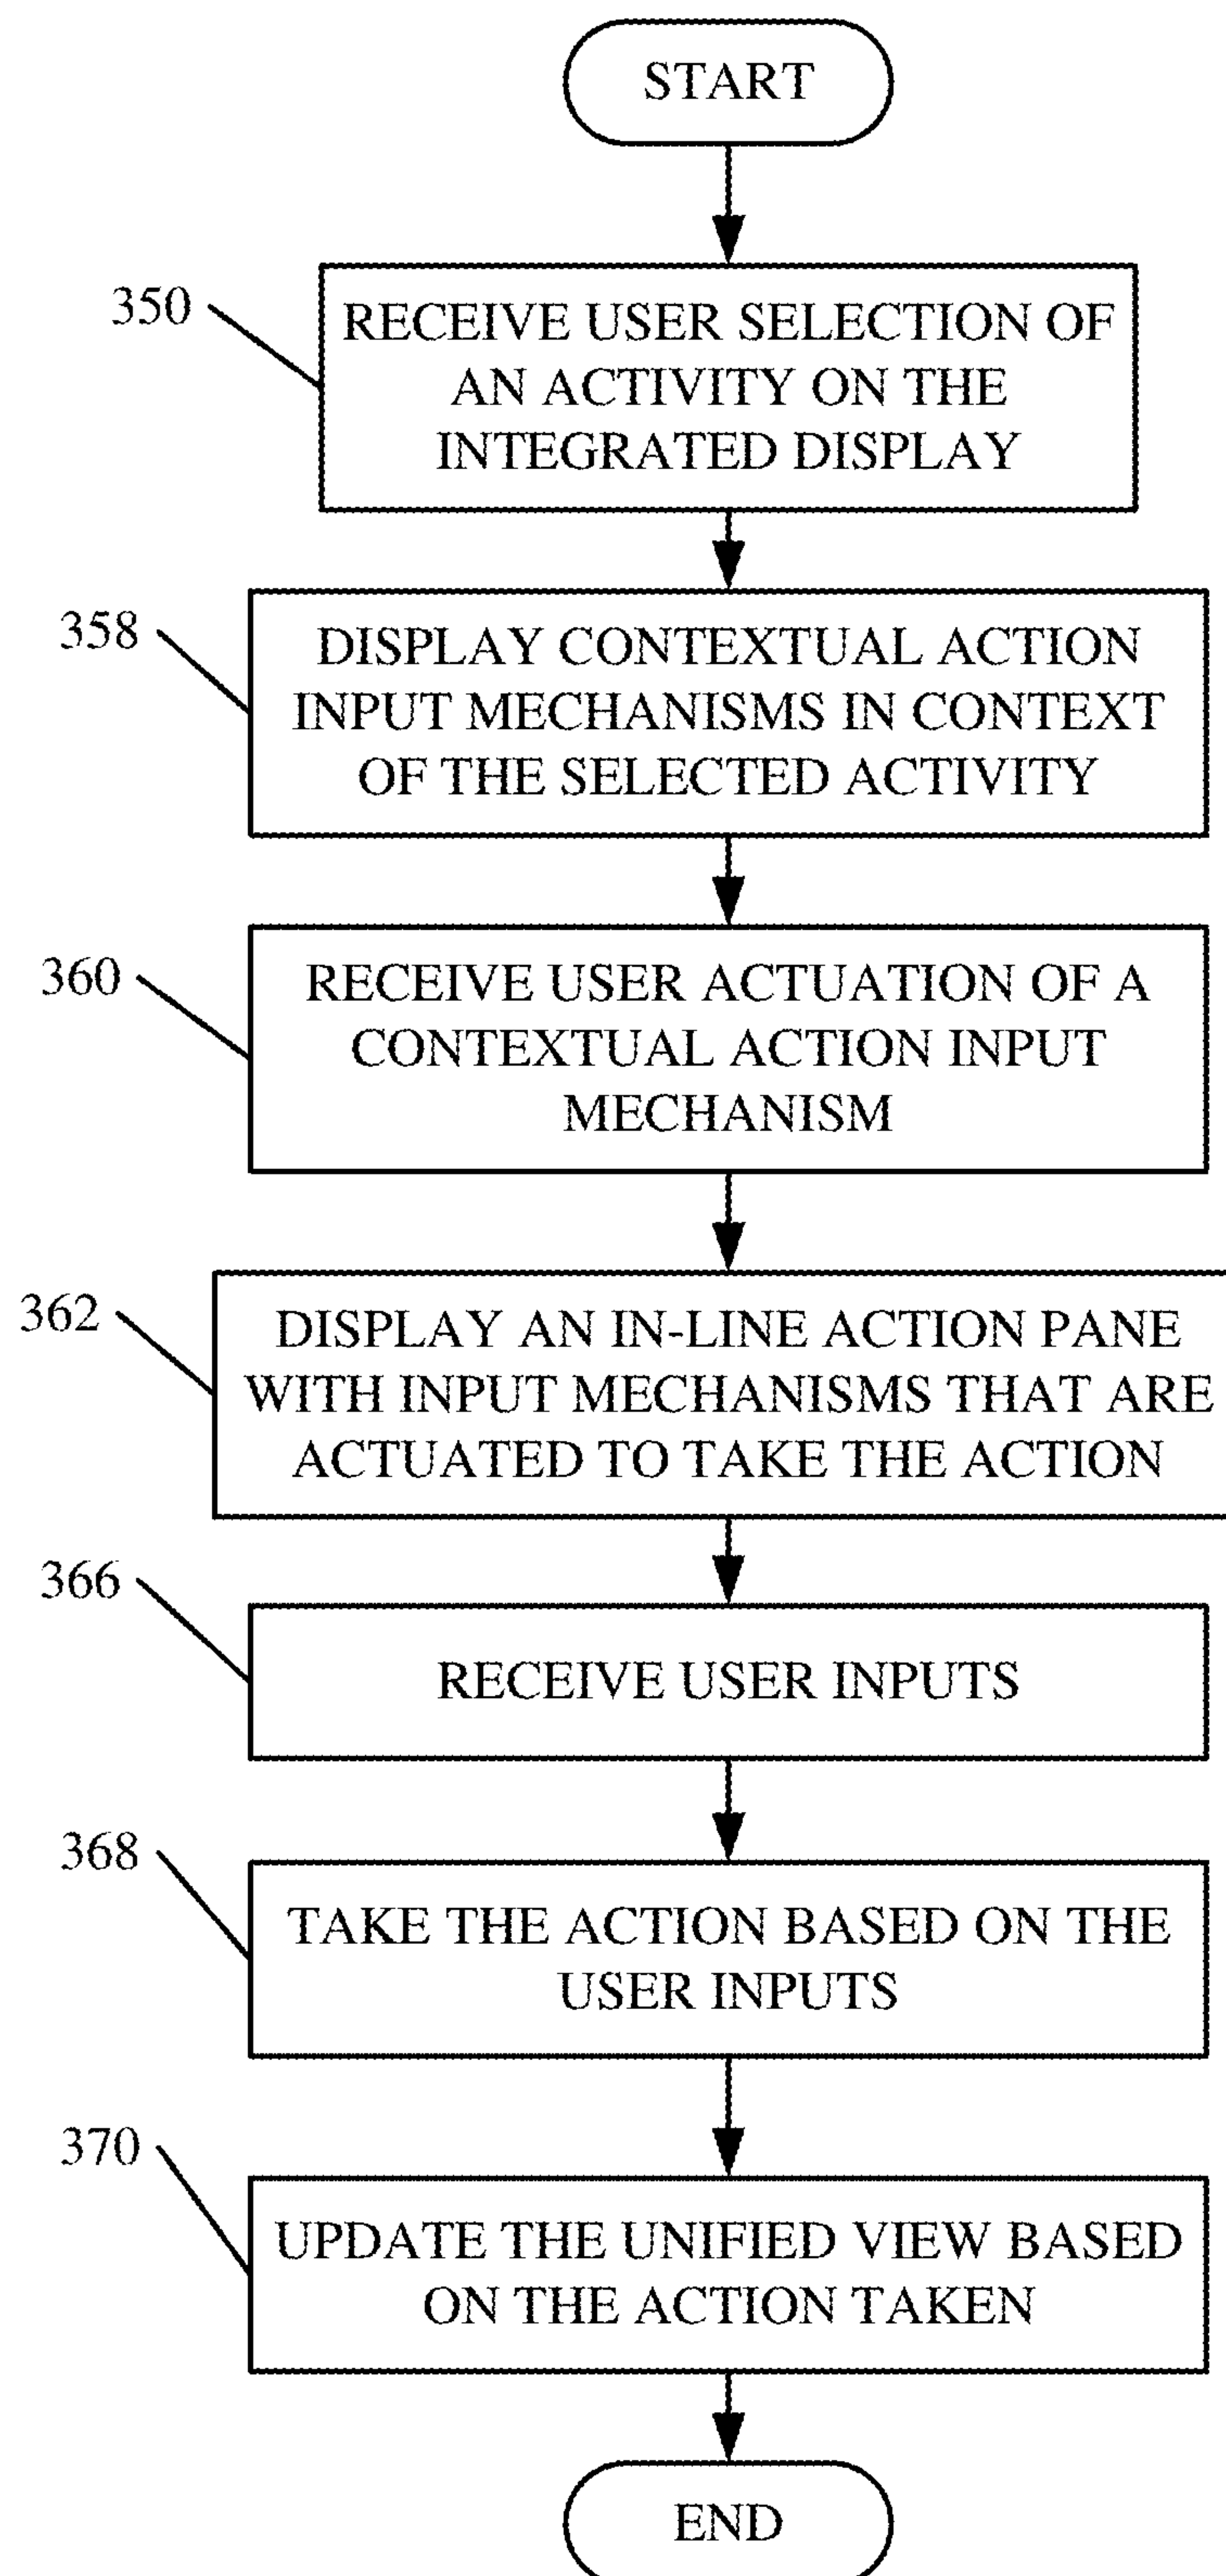 START
350
RECEIVE USER SELECTION OF
AN ACTIVITY ON THE
INTEGRATED DISPLAY
358
DISPLAY CONTEXTUAL ACTION
INPUT MECHANISMS IN CONTEXT
OF THE SELECTED ACTIVITY
360
RECEIVE USER ACTUATION OF A
CONTEXTUAL ACTION INPUT
MECHANISM
362
DISPLAY AN IN-LINE ACTION PANE
WITH INPUT MECHANISMS THAT ARE
ACTUATED TO TAKE THE ACTION
366
RECEIVE USER INPUTS
368
TAKE THE ACTION BASED ON THE
USER INPUTS
370
UPDATE THE UNIFIED VIEW BASED
ON THE ACTION TAKEN
END